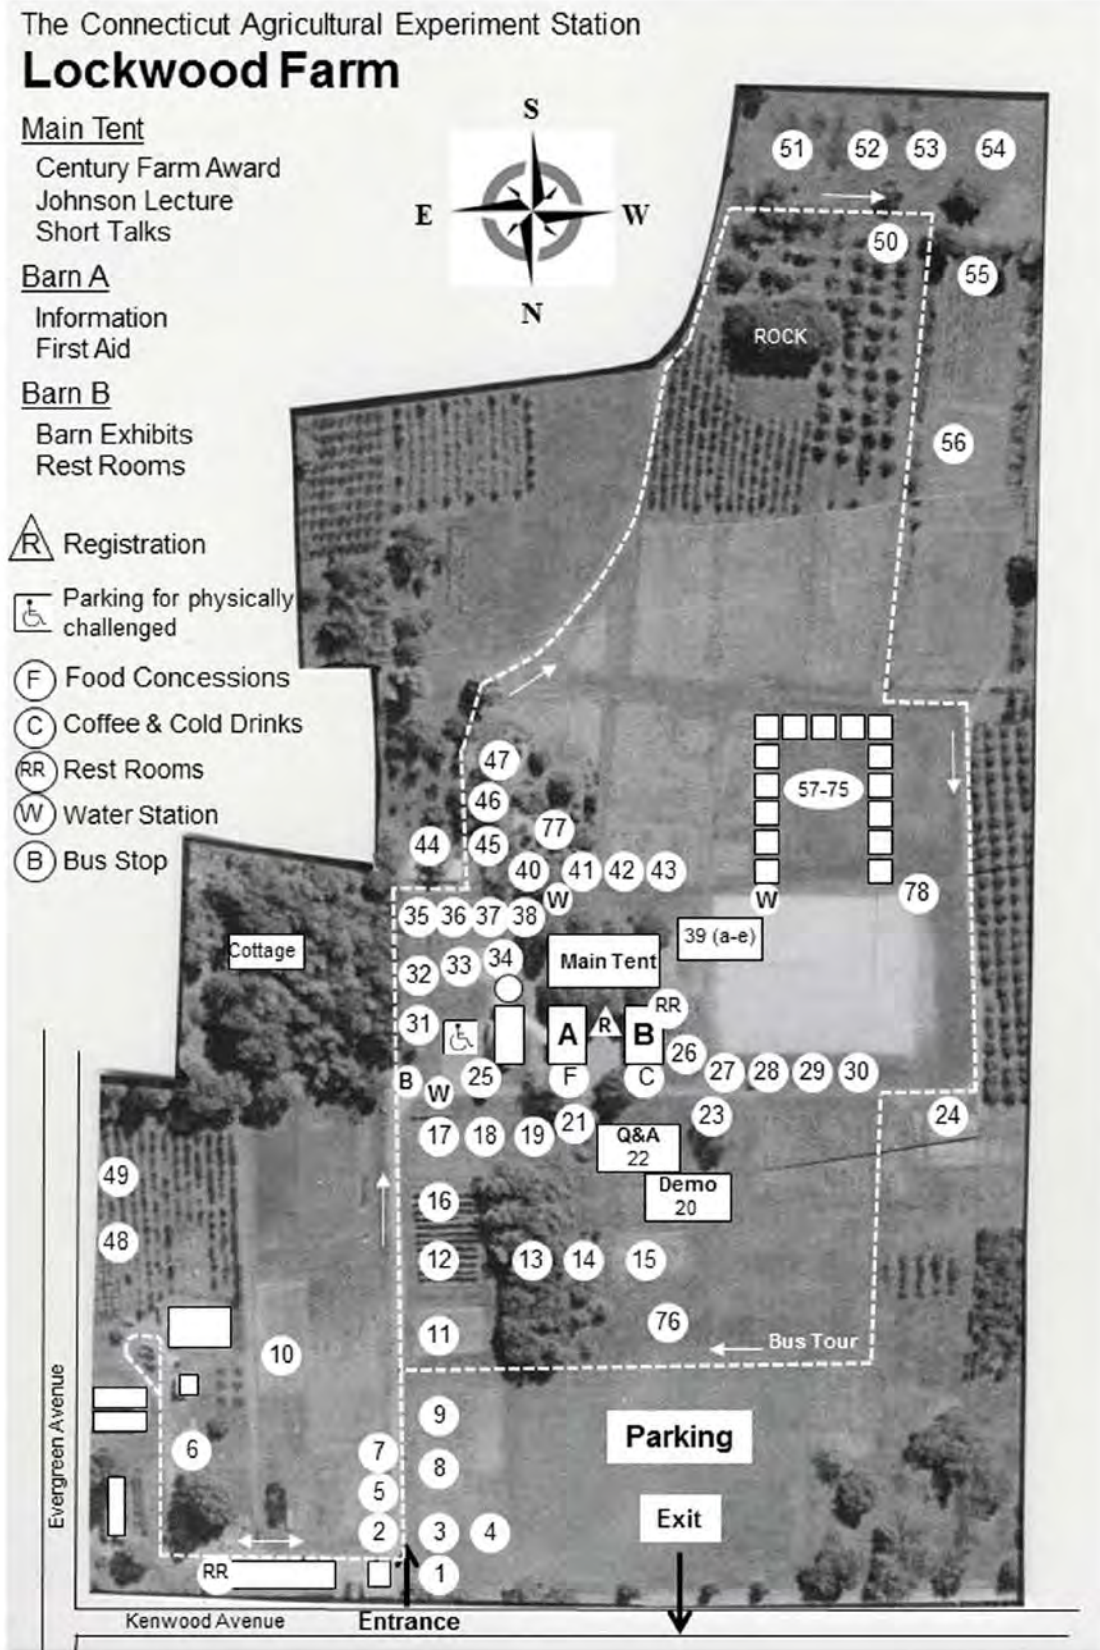 The Connecticut Agricultural Experiment Station
Lockwood Farm
Main Tent
Century Farm Award
Johnson Lecture
Short Talks
Barn A
Information
First Aid
Barn B
Barn Exhibits
Rest Rooms
R Registration
Parking for physically
challenged
F Food Concessions
C Coffee & Cold Drinks
RR Rest Rooms
W Water Station
B Bus Stop
S
E W
N
51 52 53 54
50
55
ROCK
56
47
46
57-75
77
44 45
40 41 42 43
78
W W
35 36 37 38
39 (a-e)
Cottage
34
33
32
Main Tent
RR
31
A R B
26
B W 25 F C 27 28 29 30
23 24
17 18 19 21
Q&A
22
49
Demo
20
16
48
12 13 14 15
76
11
Bus Tour
10
9
Parking
6 7
8
5
Exit
2 3 4
RR 1
Evergreen Avenue
Kenwood Avenue Entrance